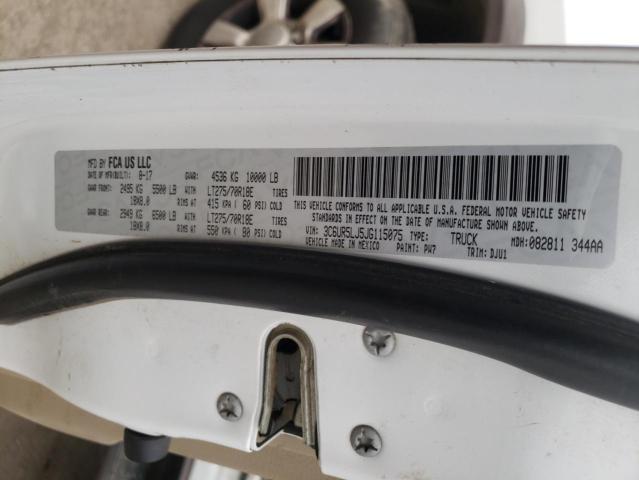 MFD BY FCA US LLC
DATE OF MFR(BUILT): 8-17 GVWR: 4536 KG 10000 LB
GAWR FRONT: 2495 KG 5500 LB WITH LT275/70R18E TIRES
18X8.0 RIMS AT 415 KPA ( 60 PSI) COLD
GAWR REAR: 2949 KG 6500 LB WITH LT275/70R18E TIRES
18X8.0 RIMS AT 550 KPA ( 80 PSI) COLD
THIS VEHICLE CONFORMS TO ALL APPLICABLE U.S.A. FEDERAL MOTOR VEHICLE SAFETY
STANDARDS IN EFFECT ON THE DATE OF MANUFACTURE SHOWN ABOVE.
VIN: 3C6UR5LJ5JG115075 TYPE: TRUCK MDH: 082811 344AA
MADE IN MEXICO PAINT: PW7 TRIM: DJU1